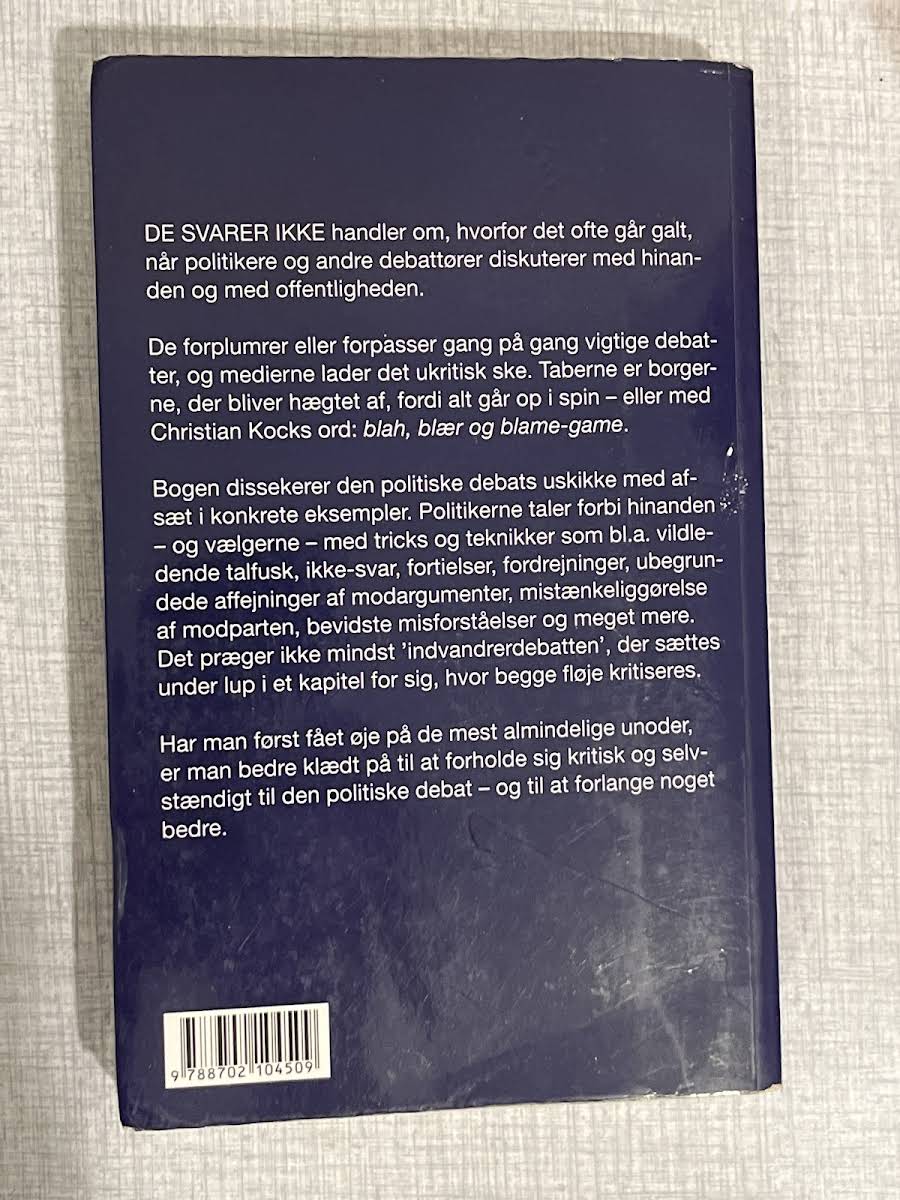 DE SVARER IKKE handler om, hvorfor det ofte går galt,
når politikere og andre debattører diskuterer med hinan-
den og med offentligheden.
De forplumrer eller forpasser gang på gang vigtige debat-
ter, og medierne lader det ukritisk ske. Taberne er borger-
ne, der bliver hægtet af, fordi alt går op i spin – eller med
Christian Kocks ord: blah, blær og blame-game.
Bogen dissekerer den politiske debats uskikke med af-
sæt i konkrete eksempler. Politikerne taler forbi hinanden
– og vælgerne – med tricks og teknikker som bl.a. vildle-
dende talfusk, ikke-svar, fortielser, fordrejninger, ubegrun-
dede affejninger af modargumenter, mistænkeliggørelse
af modparten, bevidste misforståelser og meget mere.
Det præger ikke mindst ’indvandrerdebatten’, der sættes
under lup i et kapitel for sig, hvor begge fløje kritiseres.
Har man først fået øje på de mest almindelige unoder,
er man bedre klædt på til at forholde sig kritisk og selv-
stændigt til den politiske debat – og til at forlange noget
bedre.
9 788702 104509